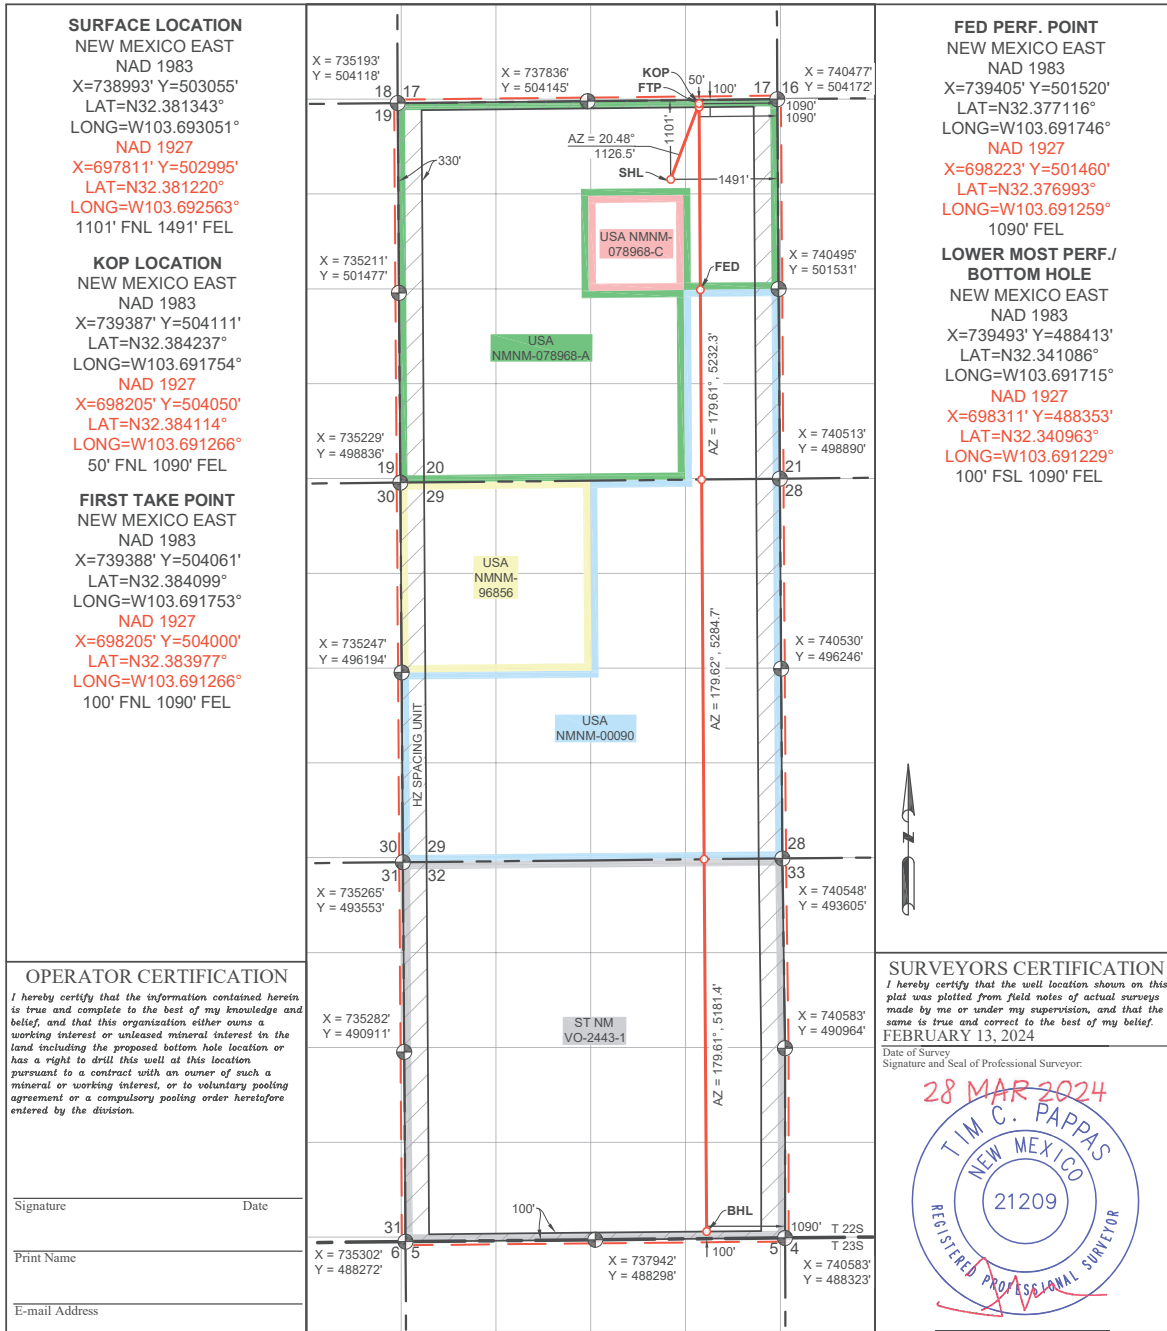 SURFACE LOCATION
NEW MEXICO EAST
NAD 1983
X=738993' Y=503055'
LAT=N32.381343°
LONG=W103.693051°
NAD 1927
X=697811' Y=502995'
LAT=N32.381220°
LONG=W103.692563°
1101' FNL 1491' FEL
KOP LOCATION
NEW MEXICO EAST
NAD 1983
X=739387' Y=504111'
LAT=N32.384237°
LONG=W103.691754°
NAD 1927
X=698205' Y=504050'
LAT=N32.384114°
LONG=W103.691266°
50' FNL 1090' FEL
FIRST TAKE POINT
NEW MEXICO EAST
NAD 1983
X=739388' Y=504061'
LAT=N32.384099°
LONG=W103.691753°
NAD 1927
X=698205' Y=504000'
LAT=N32.383977°
LONG=W103.691266°
100' FNL 1090' FEL
OPERATOR CERTIFICATION
I hereby certify that the information contained herein
is true and complete to the best of my knowledge and
belief, and that this organization either owns a
working interest or unleased mineral interest in the
land including the proposed bottom hole location or
has a right to drill this well at this location
pursuant to a contract with an owner of such a
mineral or working interest, or to voluntary pooling
agreement or a compulsory pooling order heretofore
entered by the division.
Signature Date
Print Name
E-mail Address
X = 735193'
Y = 504118'
X = 737836'
Y = 504145'
KOP
FTP
50'
100'
X = 740477'
Y = 504172'
18 17
19
17 16
1090'
1090'
1101'
AZ = 20.48°
1126.5'
330'
SHL
1491'
USA NMNM-
078968-C
X = 735211'
Y = 501477'
X = 740495'
Y = 501531'
FED
USA
NMNM-078968-A
AZ = 179.61°, 5232.3'
X = 735229'
Y = 498836'
X = 740513'
Y = 498890'
19 20
30 29
21
28
USA
NMNM-
96856
X = 735247'
Y = 496194'
X = 740530'
Y = 496246'
AZ = 179.62°, 5284.7'
USA
NMNM-00090
HZ SPACING UNIT
30 29
31 32
28
33
X = 735265'
Y = 493553'
X = 740548'
Y = 493605'
X = 735282'
Y = 490911'
X = 740583'
Y = 490964'
ST NM
VO-2443-1
AZ = 179.61°, 5181.4'
100'
BHL
1090'
T 22S
T 23S
31
6 5
100'
5 4
X = 735302'
Y = 488272'
X = 737942'
Y = 488298'
X = 740583'
Y = 488323'
FED PERF. POINT
NEW MEXICO EAST
NAD 1983
X=739405' Y=501520'
LAT=N32.377116°
LONG=W103.691746°
NAD 1927
X=698223' Y=501460'
LAT=N32.376993°
LONG=W103.691259°
1090' FEL
LOWER MOST PERF./
BOTTOM HOLE
NEW MEXICO EAST
NAD 1983
X=739493' Y=488413'
LAT=N32.341086°
LONG=W103.691715°
NAD 1927
X=698311' Y=488353'
LAT=N32.340963°
LONG=W103.691229°
100' FSL 1090' FEL
N
SURVEYORS CERTIFICATION
I hereby certify that the well location shown on this
plat was plotted from field notes of actual surveys
made by me or under my supervision, and that the
same is true and correct to the best of my belief.
FEBRUARY 13, 2024
Date of Survey
Signature and Seal of Professional Surveyor:
28 MAR 2024
TIM C. PAPPAS
NEW MEXICO
21209
REGISTERED PROFESSIONAL SURVEYOR